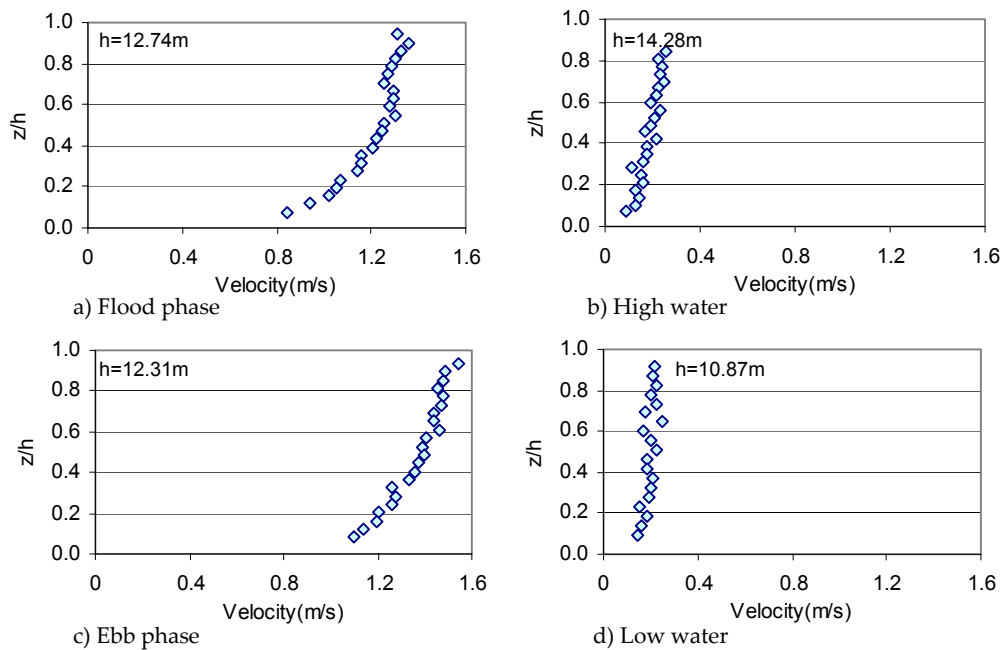 1.0
h=12.74m
0.8
0.6
z/h
0.4
0.2
0.0
0 0.4 0.8 1.2 1.6
Velocity(m/s)
a) Flood phase
1.0
h=14.28m
0.8
0.6
z/h
0.4
0.2
0.0
0 0.4 0.8 1.2 1.6
Velocity(m/s)
b) High water
1.0
h=12.31m
0.8
0.6
z/h
0.4
0.2
0.0
0 0.4 0.8 1.2 1.6
Velocity(m/s)
c) Ebb phase
1.0
h=10.87m
0.8
0.6
z/h
0.4
0.2
0.0
0 0.4 0.8 1.2 1.6
Velocity(m/s)
d) Low water